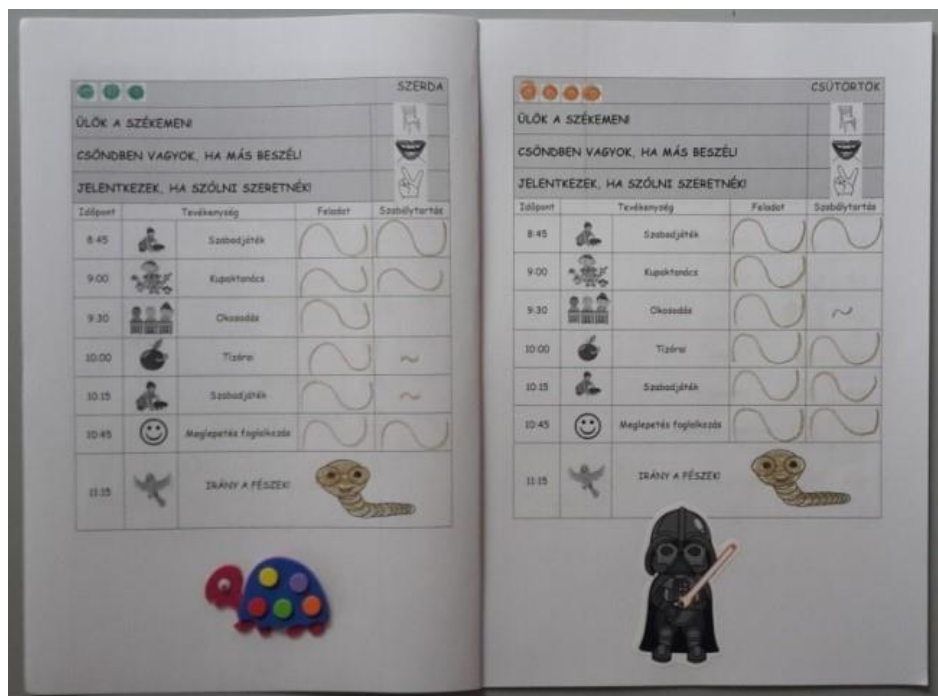 SZERDA
ÜLÖK A SZÉKEMEN!
CSÖNDBEN VAGYOK, HA MÁS BESZÉL!
JELENTKEZEK, HA SZÓLNI SZERETNÉK!
Időpont Tevékenység Feladat Szabálytartás
8:45 Szabadjáték
9:00 Kupaktanács
9:30 Okosodás
10:00 Tízórai
10:15 Szabadjáték
10:45 Meglepetés foglalkozás
11:15 IRÁNY A FÉSZEK!
CSÜTÖRTÖK
ÜLÖK A SZÉKEMEN!
CSÖNDBEN VAGYOK, HA MÁS BESZÉL!
JELENTKEZEK, HA SZÓLNI SZERETNÉK!
Időpont Tevékenység Feladat Szabálytartás
8:45 Szabadjáték
9:00 Kupaktanács
9:30 Okosodás
10:00 Tízórai
10:15 Szabadjáték
10:45 Meglepetés foglalkozás
11:15 IRÁNY A FÉSZEK!